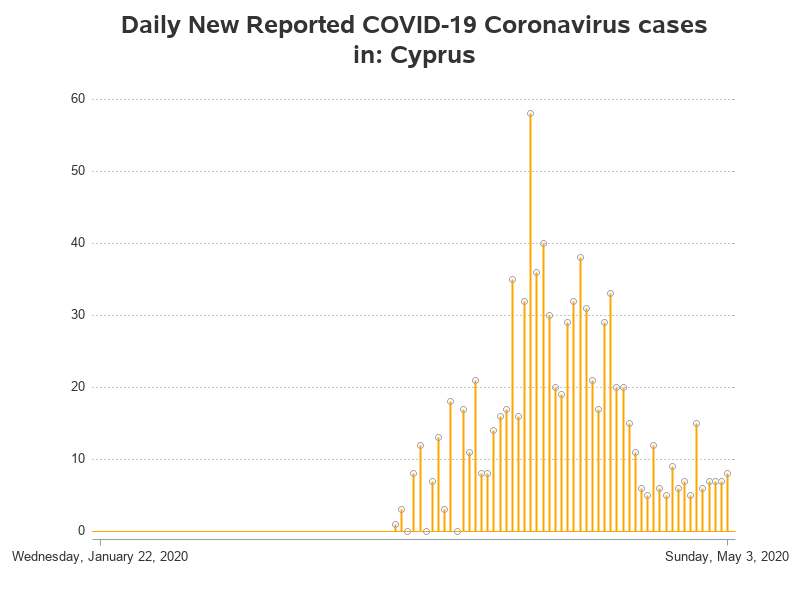 Daily New Reported COVID-19 Coronavirus cases
in: Cyprus
60
50
40
30
20
10
0
Wednesday, January 22, 2020 Sunday, May 3, 2020